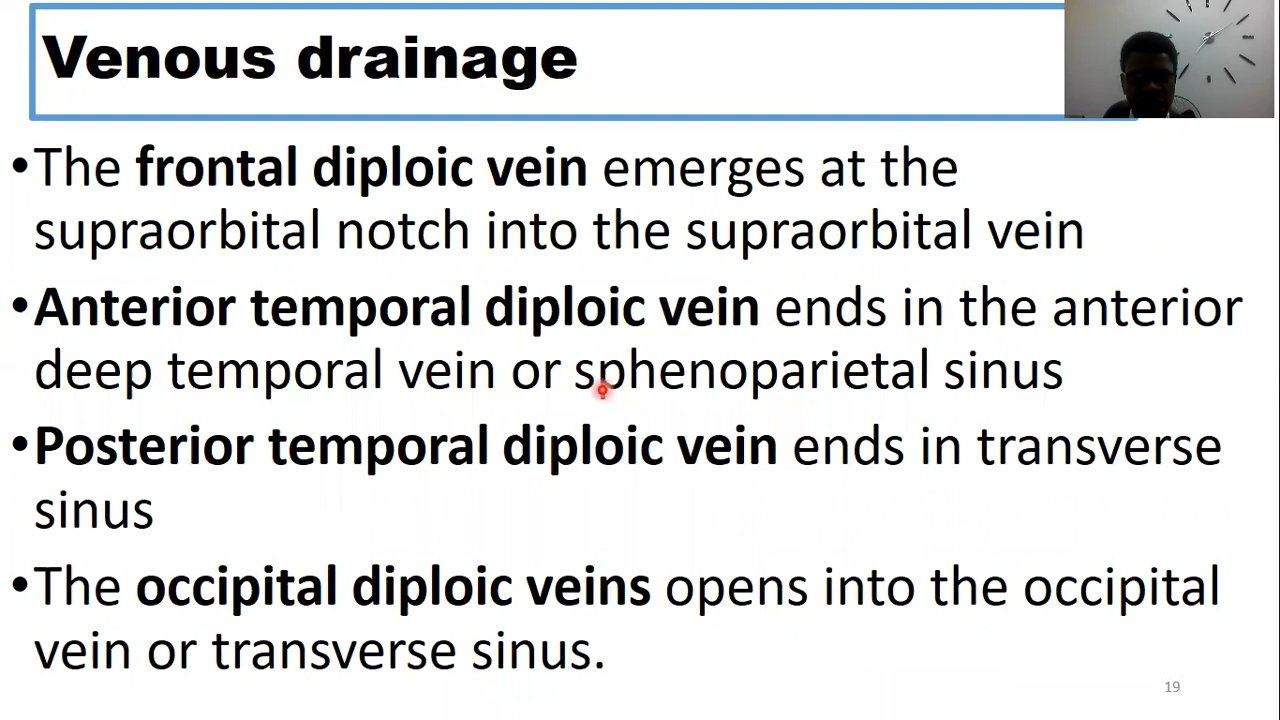 Venous drainage
•The frontal diploic vein emerges at the
supraorbital notch into the supraorbital vein
•Anterior temporal diploic vein ends in the anterior
deep temporal vein or sphenoparietal sinus
•Posterior temporal diploic vein ends in transverse
sinus
•The occipital diploic veins opens into the occipital
vein or transverse sinus.
19